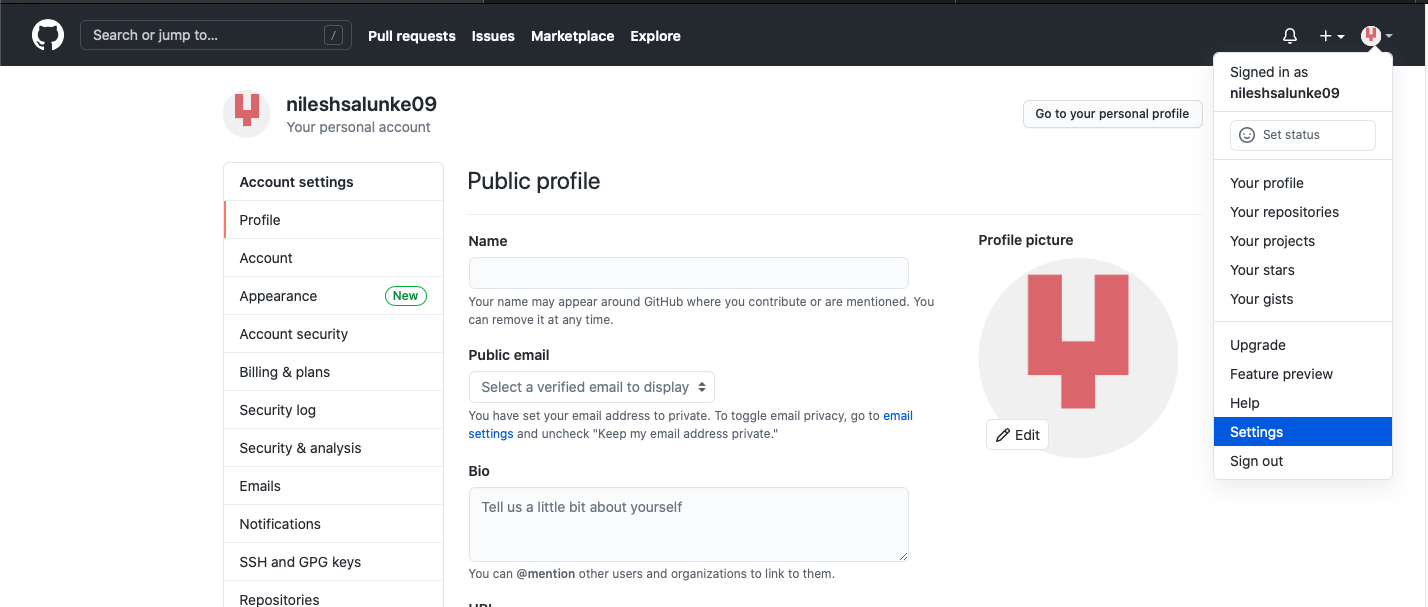 Search or jump to... /
Pull requests
Issues
Marketplace
Explore
nileshsalunke09
Your personal account
Go to your personal profile
Account settings
Profile
Account
Appearance New
Account security
Billing & plans
Security log
Security & analysis
Emails
Notifications
SSH and GPG keys
Repositories
Public profile
Name
Your name may appear around GitHub where you contribute or are mentioned. You
can remove it at any time.
Public email
Select a verified email to display
You have set your email address to private. To toggle email privacy, go to email
settings and uncheck "Keep my email address private."
Bio
Tell us a little bit about yourself
You can @mention other users and organizations to link to them.
URL
Profile picture
Edit
Signed in as
nileshsalunke09
Set status
Your profile
Your repositories
Your projects
Your stars
Your gists
Upgrade
Feature preview
Help
Settings
Sign out